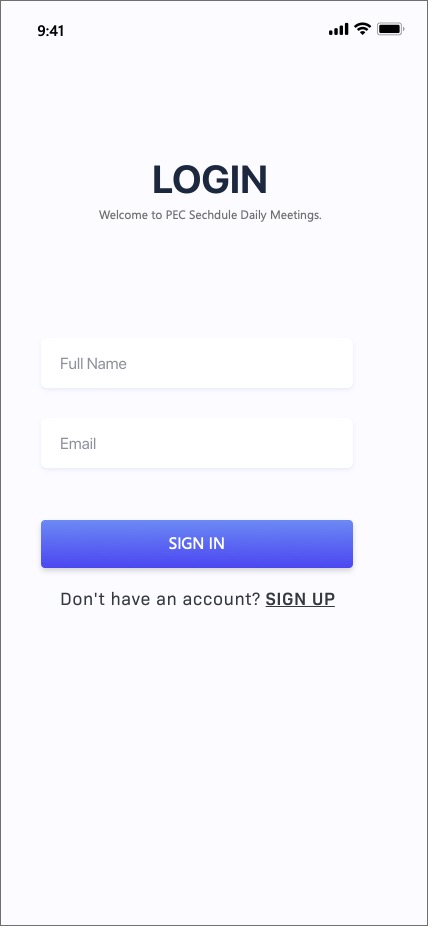 9:41
LOGIN
Welcome to PEC Sechdule Daily Meetings.
Full Name
Email
SIGN IN
Don't have an account? SIGN UP